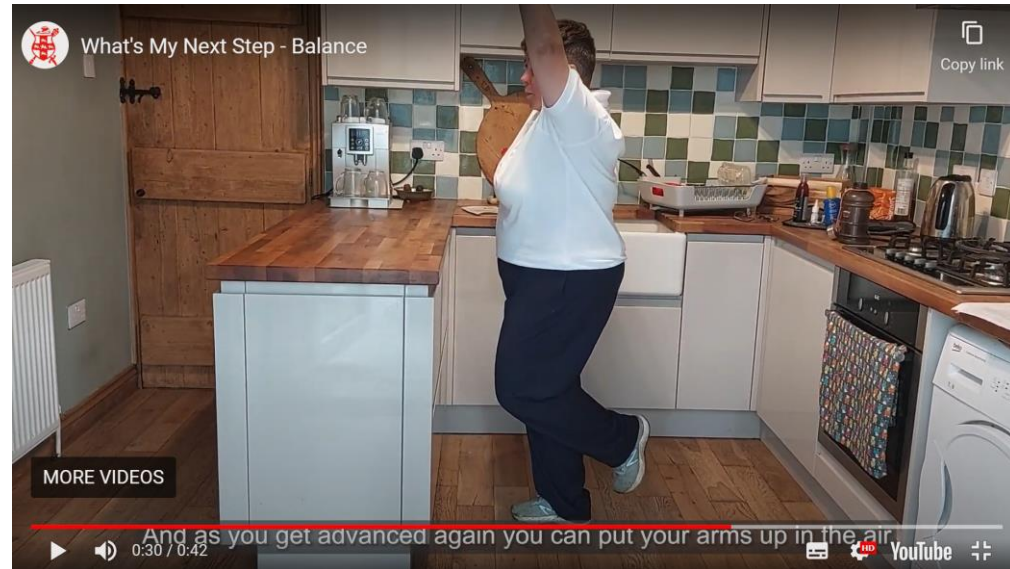 What's My Next Step - Balance
Copy link
MORE VIDEOS
And as you get advanced again you can put your arms up in the air
0:30 / 0:42
HD
YouTube